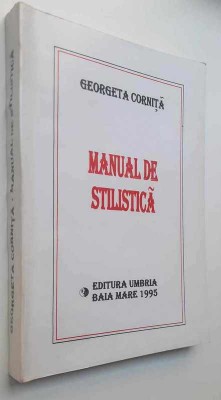 GEORGETA CORNIȚĂ
MANUAL DE
STILISTICĂ
EDITURA UMBRIA
BAIA MARE 1995
GEORGETA CORNIȚĂ : MANUAL DE STILISTICĂ